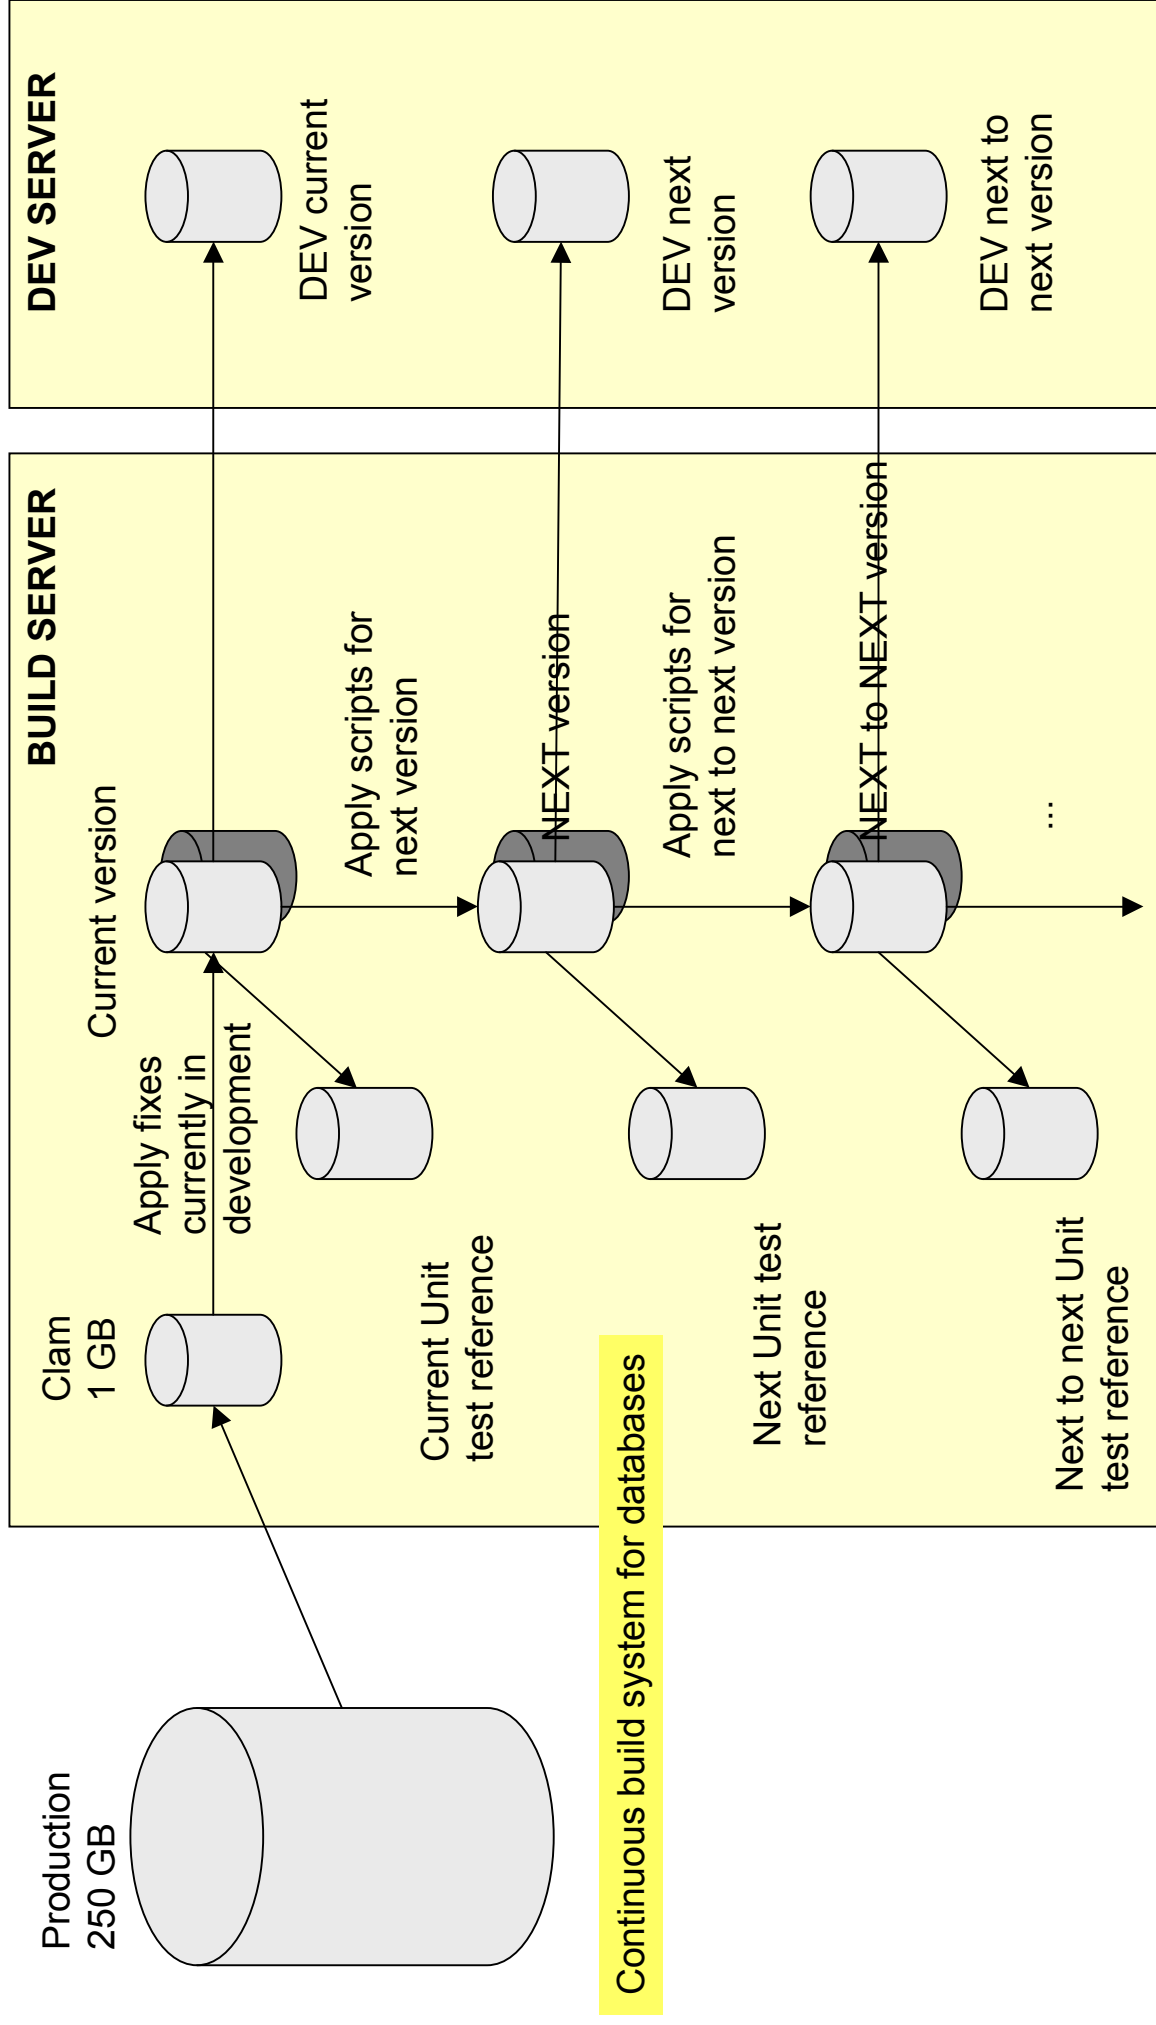 Production
250 GB
Continuous build system for databases
BUILD SERVER
Clam
1 GB
Apply fixes
currently in
development
Current version
Current Unit
test reference
Apply scripts for
next version
NEXT version
Next Unit test
reference
Apply scripts for
next to next version
NEXT to NEXT version
Next to next Unit
test reference
...
DEV SERVER
DEV current
version
DEV next
version
DEV next to
next version